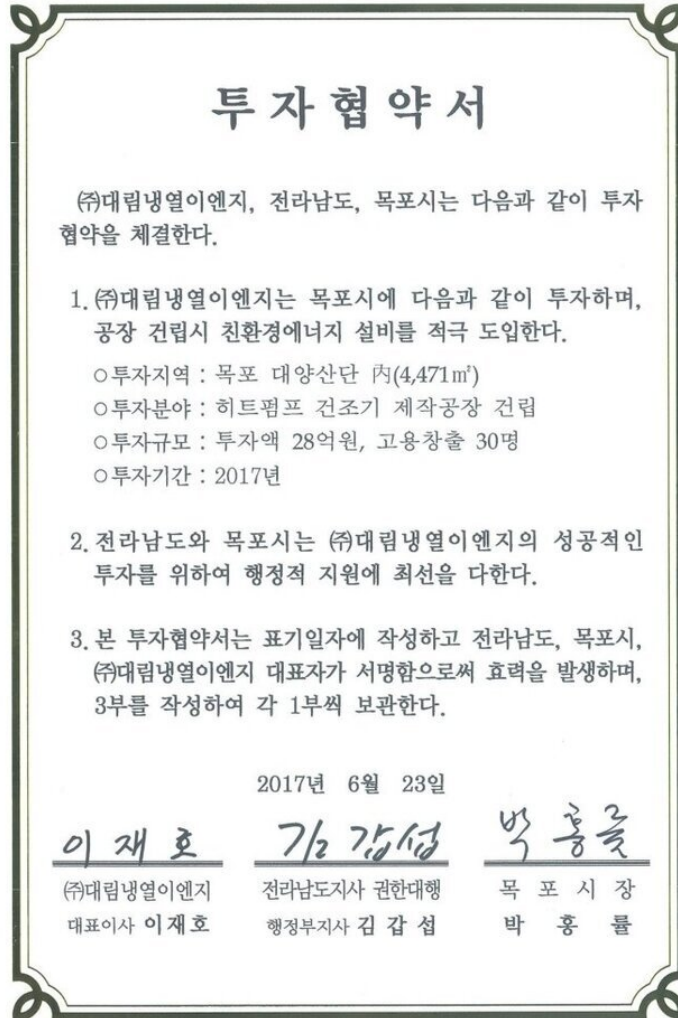 투자협약서
㈜대림냉열이엔지, 전라남도, 목포시는 다음과 같이 투자
협약을 체결한다.
1. ㈜대림냉열이엔지는 목포시에 다음과 같이 투자하며,
공장 건립시 친환경에너지 설비를 적극 도입한다.
○투자지역 : 목포 대양산단 內(4,471㎡)
○투자분야 : 히트펌프 건조기 제작공장 건립
○투자규모 : 투자액 28억원, 고용창출 30명
○투자기간 : 2017년
2. 전라남도와 목포시는 ㈜대림냉열이엔지의 성공적인
투자를 위하여 행정적 지원에 최선을 다한다.
3. 본 투자협약서는 표기일자에 작성하고 전라남도, 목포시,
㈜대림냉열이엔지 대표자가 서명함으로써 효력을 발생하며,
3부를 작성하여 각 1부씩 보관한다.
2017년 6월 23일
이재호 김갑섭 박홍률
㈜대림냉열이엔지 전라남도지사 권한대행 목 포 시 장
대표이사 이재호 행정부지사 김 갑 섭 박 홍 률